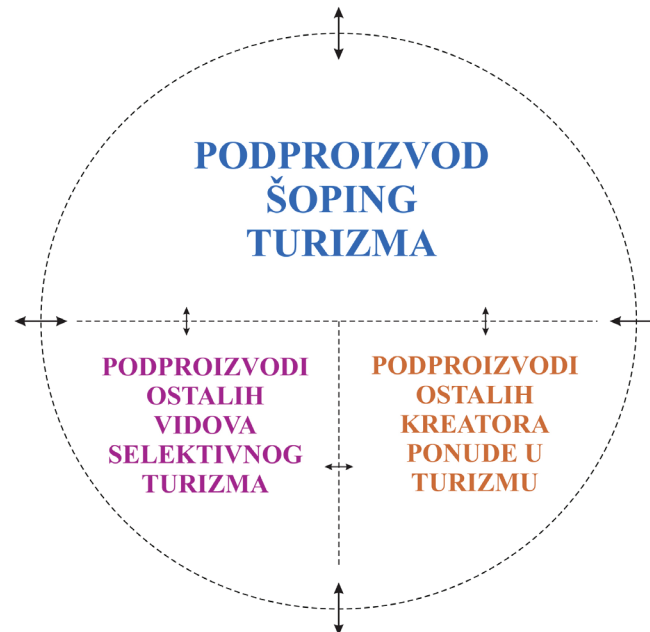 PODPROIZVOD
ŠOPING
TURIZMA
PODPROIZVODI
OSTALIH
VIDOVA
SELEKTIVNOG
TURIZMA
PODPROIZVODI
OSTALIH
KREATORA
PONUDE U
TURIZMU